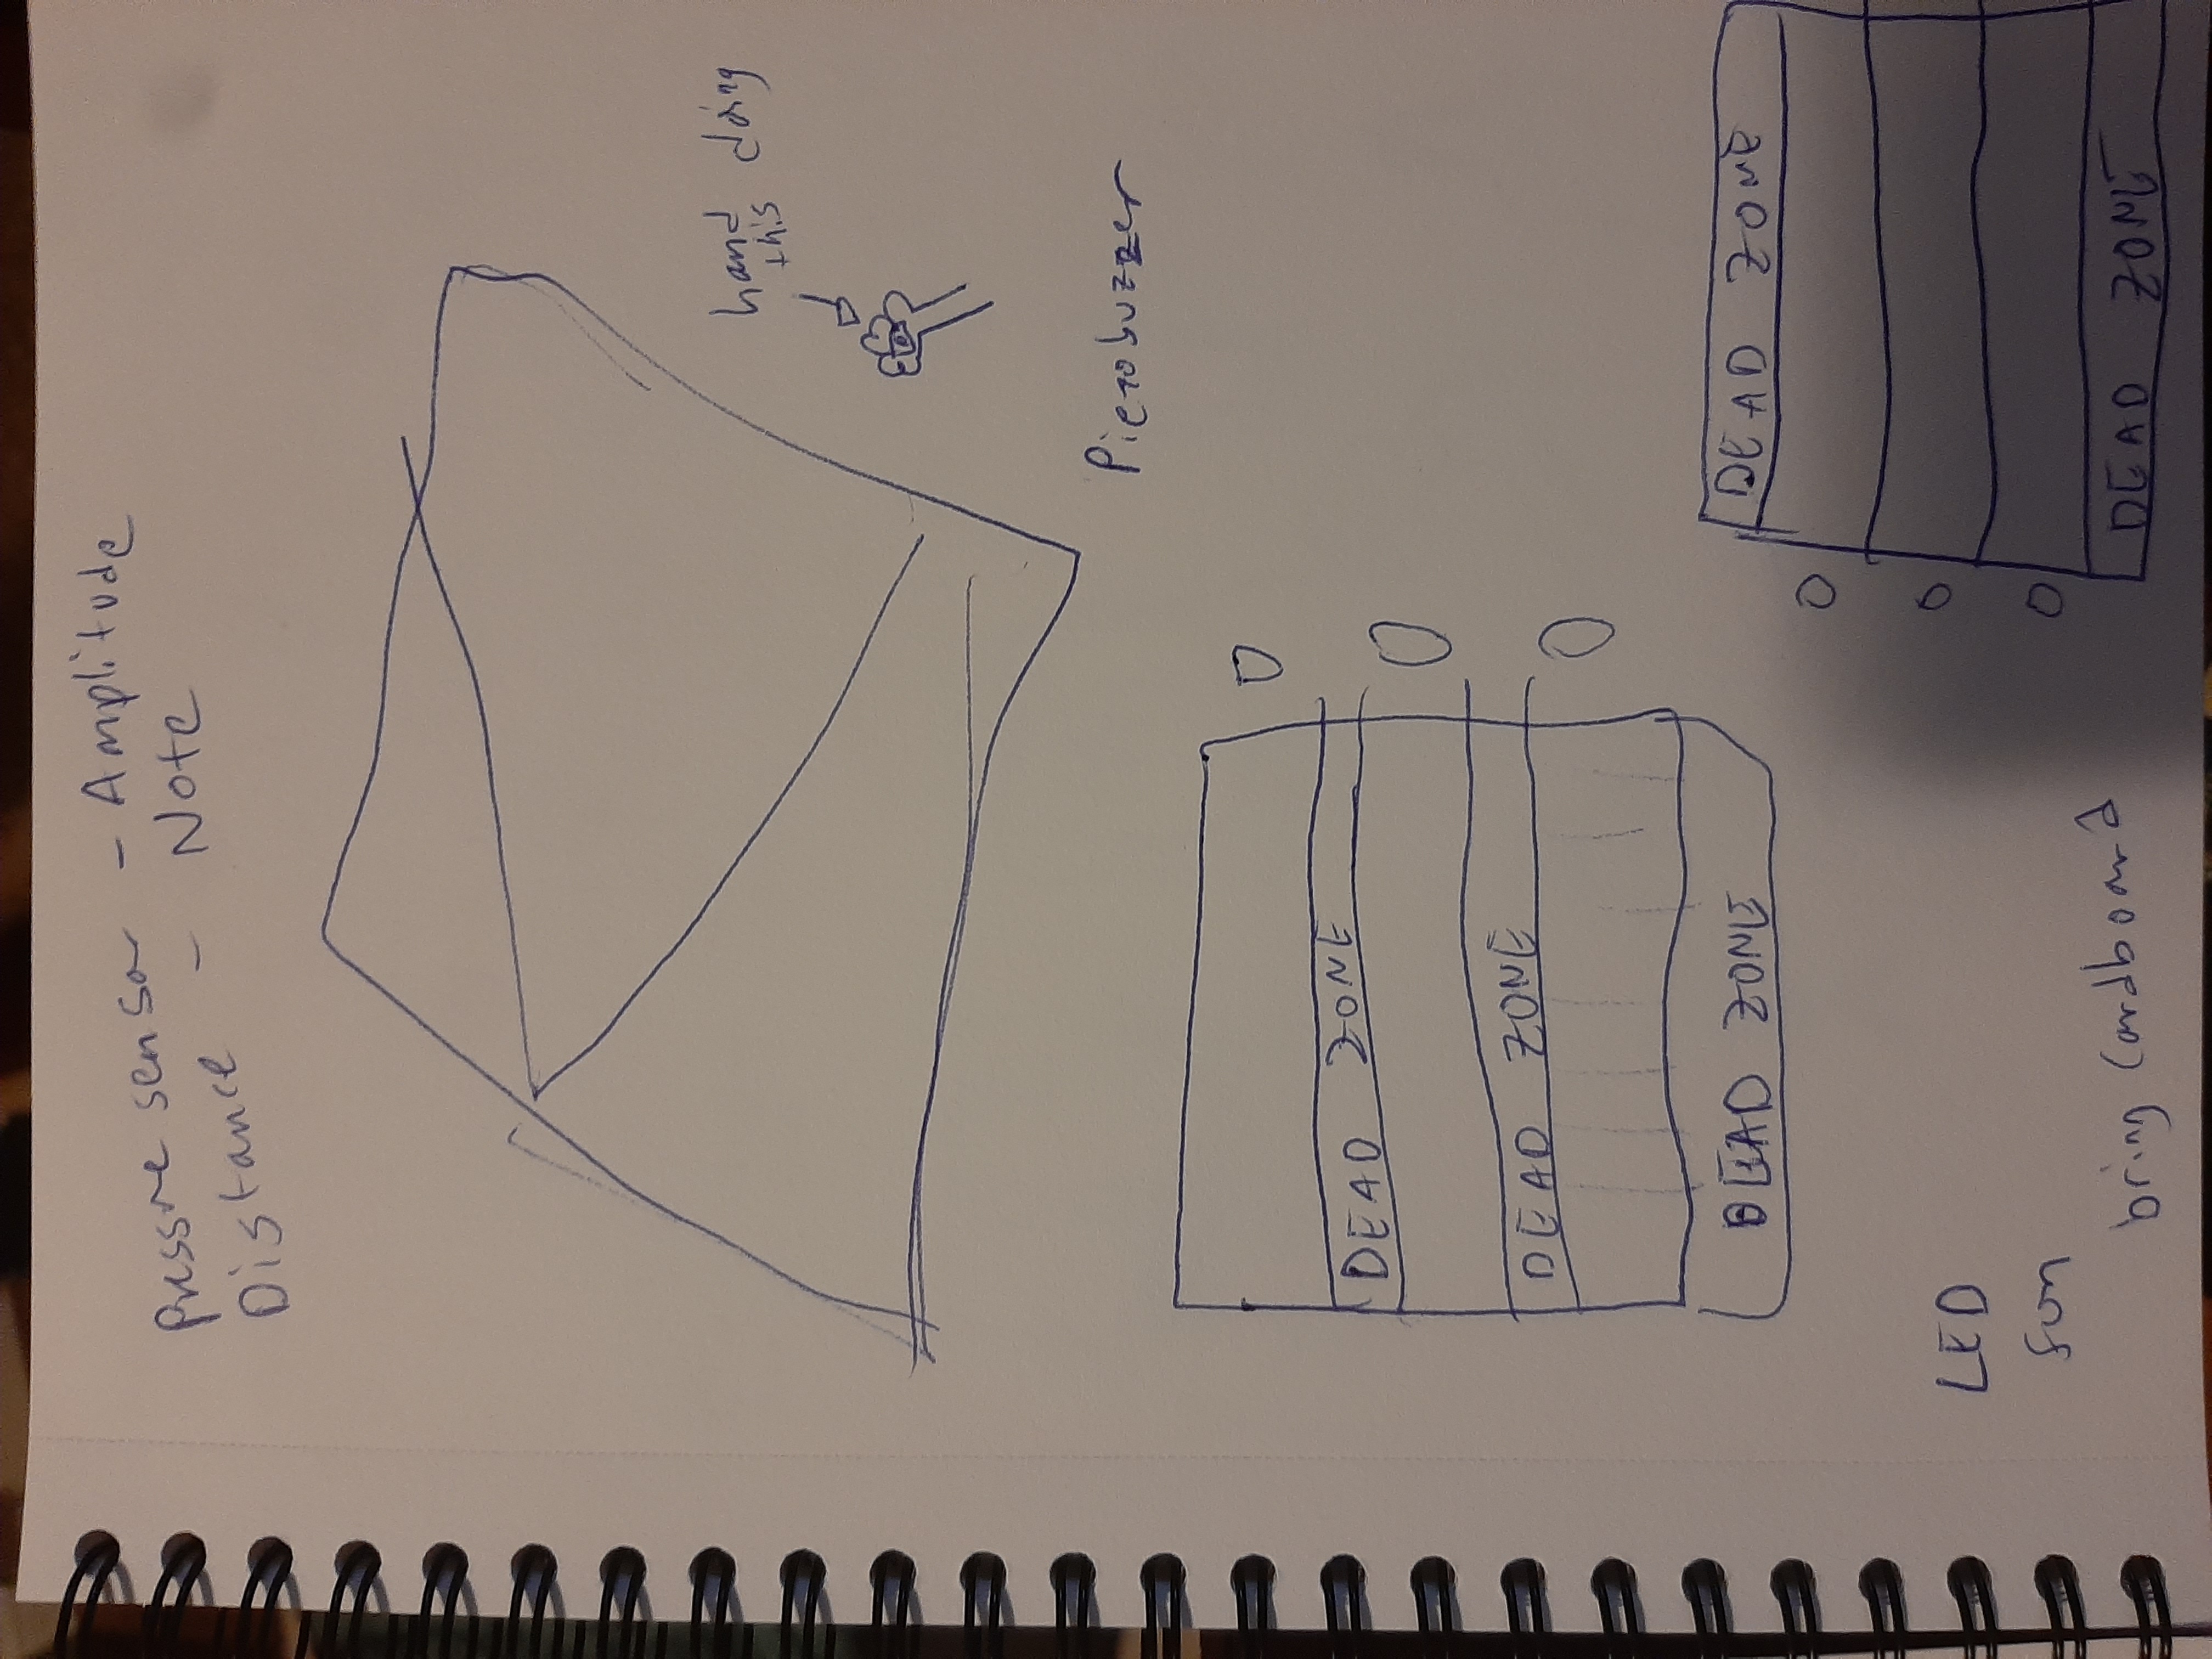 Pressure sensor - Amplitude
Distance - Note
hand doing
this
Piezobuzzer
DEAD ZONE
DEAD ZONE
DEAD ZONE
DEAD ZONE
DEAD ZONE
LED
fun
bring cardboard